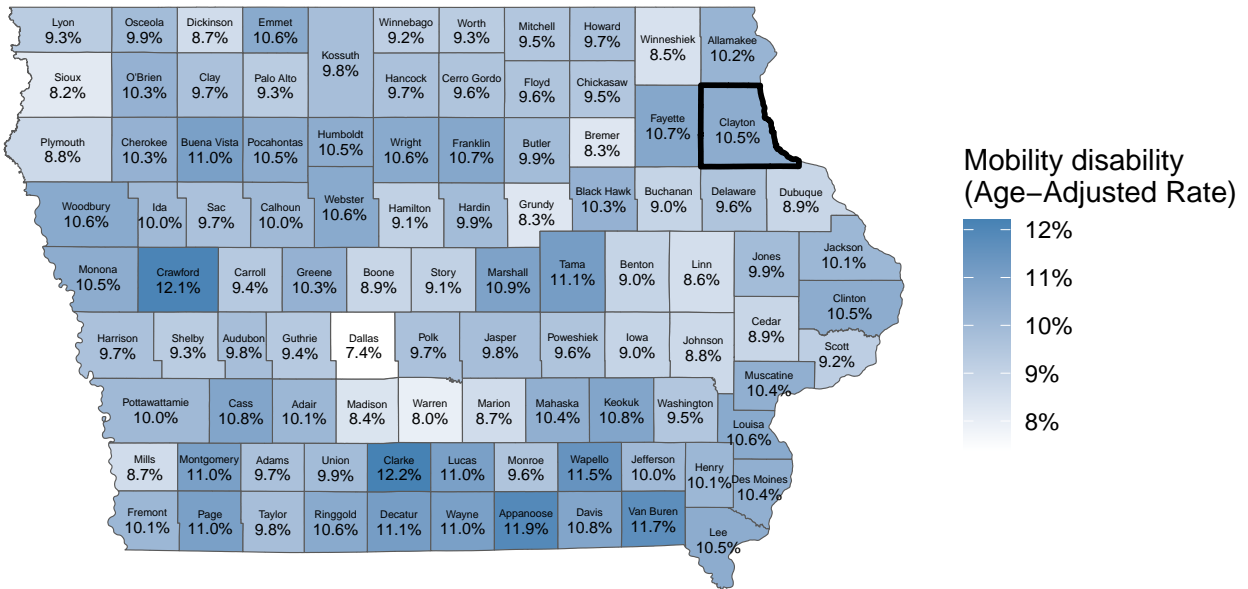 Lyon
9.3%
Osceola
9.9%
Dickinson
8.7%
Emmet
10.6%
Kossuth
9.8%
Winnebago
9.2%
Worth
9.3%
Mitchell
9.5%
Howard
9.7%
Winneshiek
8.5%
Allamakee
10.2%
Sioux
8.2%
O'Brien
10.3%
Clay
9.7%
Palo Alto
9.3%
Hancock
9.7%
Cerro Gordo
9.6%
Floyd
9.6%
Chickasaw
9.5%
Fayette
10.7%
Clayton
10.5%
Plymouth
8.8%
Cherokee
10.3%
Buena Vista
11.0%
Pocahontas
10.5%
Humboldt
10.5%
Wright
10.6%
Franklin
10.7%
Butler
9.9%
Bremer
8.3%
Mobility disability
(Age−Adjusted Rate)
12%
11%
10%
9%
8%
Woodbury
10.6%
Ida
10.0%
Sac
9.7%
Calhoun
10.0%
Webster
10.6%
Hamilton
9.1%
Hardin
9.9%
Grundy
8.3%
Black Hawk
10.3%
Buchanan
9.0%
Delaware
9.6%
Dubuque
8.9%
Monona
10.5%
Crawford
12.1%
Carroll
9.4%
Greene
10.3%
Boone
8.9%
Story
9.1%
Marshall
10.9%
Tama
11.1%
Benton
9.0%
Linn
8.6%
Jones
9.9%
Jackson
10.1%
Clinton
10.5%
Harrison
9.7%
Shelby
9.3%
Audubon
9.8%
Guthrie
9.4%
Dallas
7.4%
Polk
9.7%
Jasper
9.8%
Poweshiek
9.6%
Iowa
9.0%
Johnson
8.8%
Cedar
8.9%
Scott
9.2%
Muscatine
10.4%
Pottawattamie
10.0%
Cass
10.8%
Adair
10.1%
Madison
8.4%
Warren
8.0%
Marion
8.7%
Mahaska
10.4%
Keokuk
10.8%
Washington
9.5%
Louisa
10.6%
Mills
8.7%
Montgomery
11.0%
Adams
9.7%
Union
9.9%
Clarke
12.2%
Lucas
11.0%
Monroe
9.6%
Wapello
11.5%
Jefferson
10.0%
Henry
10.1%
Des Moines
10.4%
Fremont
10.1%
Page
11.0%
Taylor
9.8%
Ringgold
10.6%
Decatur
11.1%
Wayne
11.0%
Appanoose
11.9%
Davis
10.8%
Van Buren
11.7%
Lee
10.5%